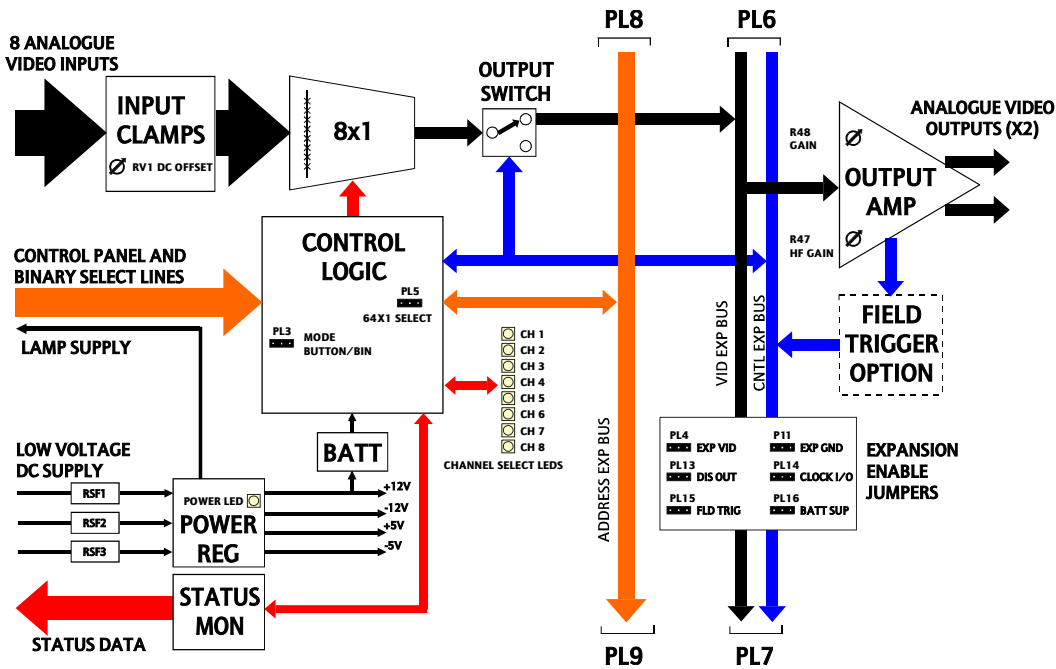 PL8
PL6
8 ANALOGUE
VIDEO INPUTS
INPUT
CLAMPS
RV1 DC OFFSET
8x1
OUTPUT
SWITCH
R48
GAIN
ANALOGUE VIDEO
OUTPUTS (X2)
OUTPUT
AMP
R47
HF GAIN
CONTROL PANEL AND
BINARY SELECT LINES
CONTROL
LOGIC
PL5
64X1 SELECT
PL3
MODE
BUTTON/BIN
LAMP SUPPLY
CH 1
CH 2
CH 3
CH 4
CH 5
CH 6
CH 7
CH 8
CHANNEL SELECT LEDS
FIELD
TRIGGER
OPTION
VID EXP BUS
CNTL EXP BUS
ADDRESS EXP BUS
PL4
EXP VID
P11
EXP GND
PL13
DIS OUT
PL14
CLOCK I/O
PL15
FLD TRIG
PL16
BATT SUP
EXPANSION
ENABLE
JUMPERS
LOW VOLTAGE
DC SUPPLY
BATT
RSF1
RSF2
RSF3
POWER LED
POWER
REG
+12V
-12V
+5V
-5V
STATUS
MON
STATUS DATA
PL9
PL7